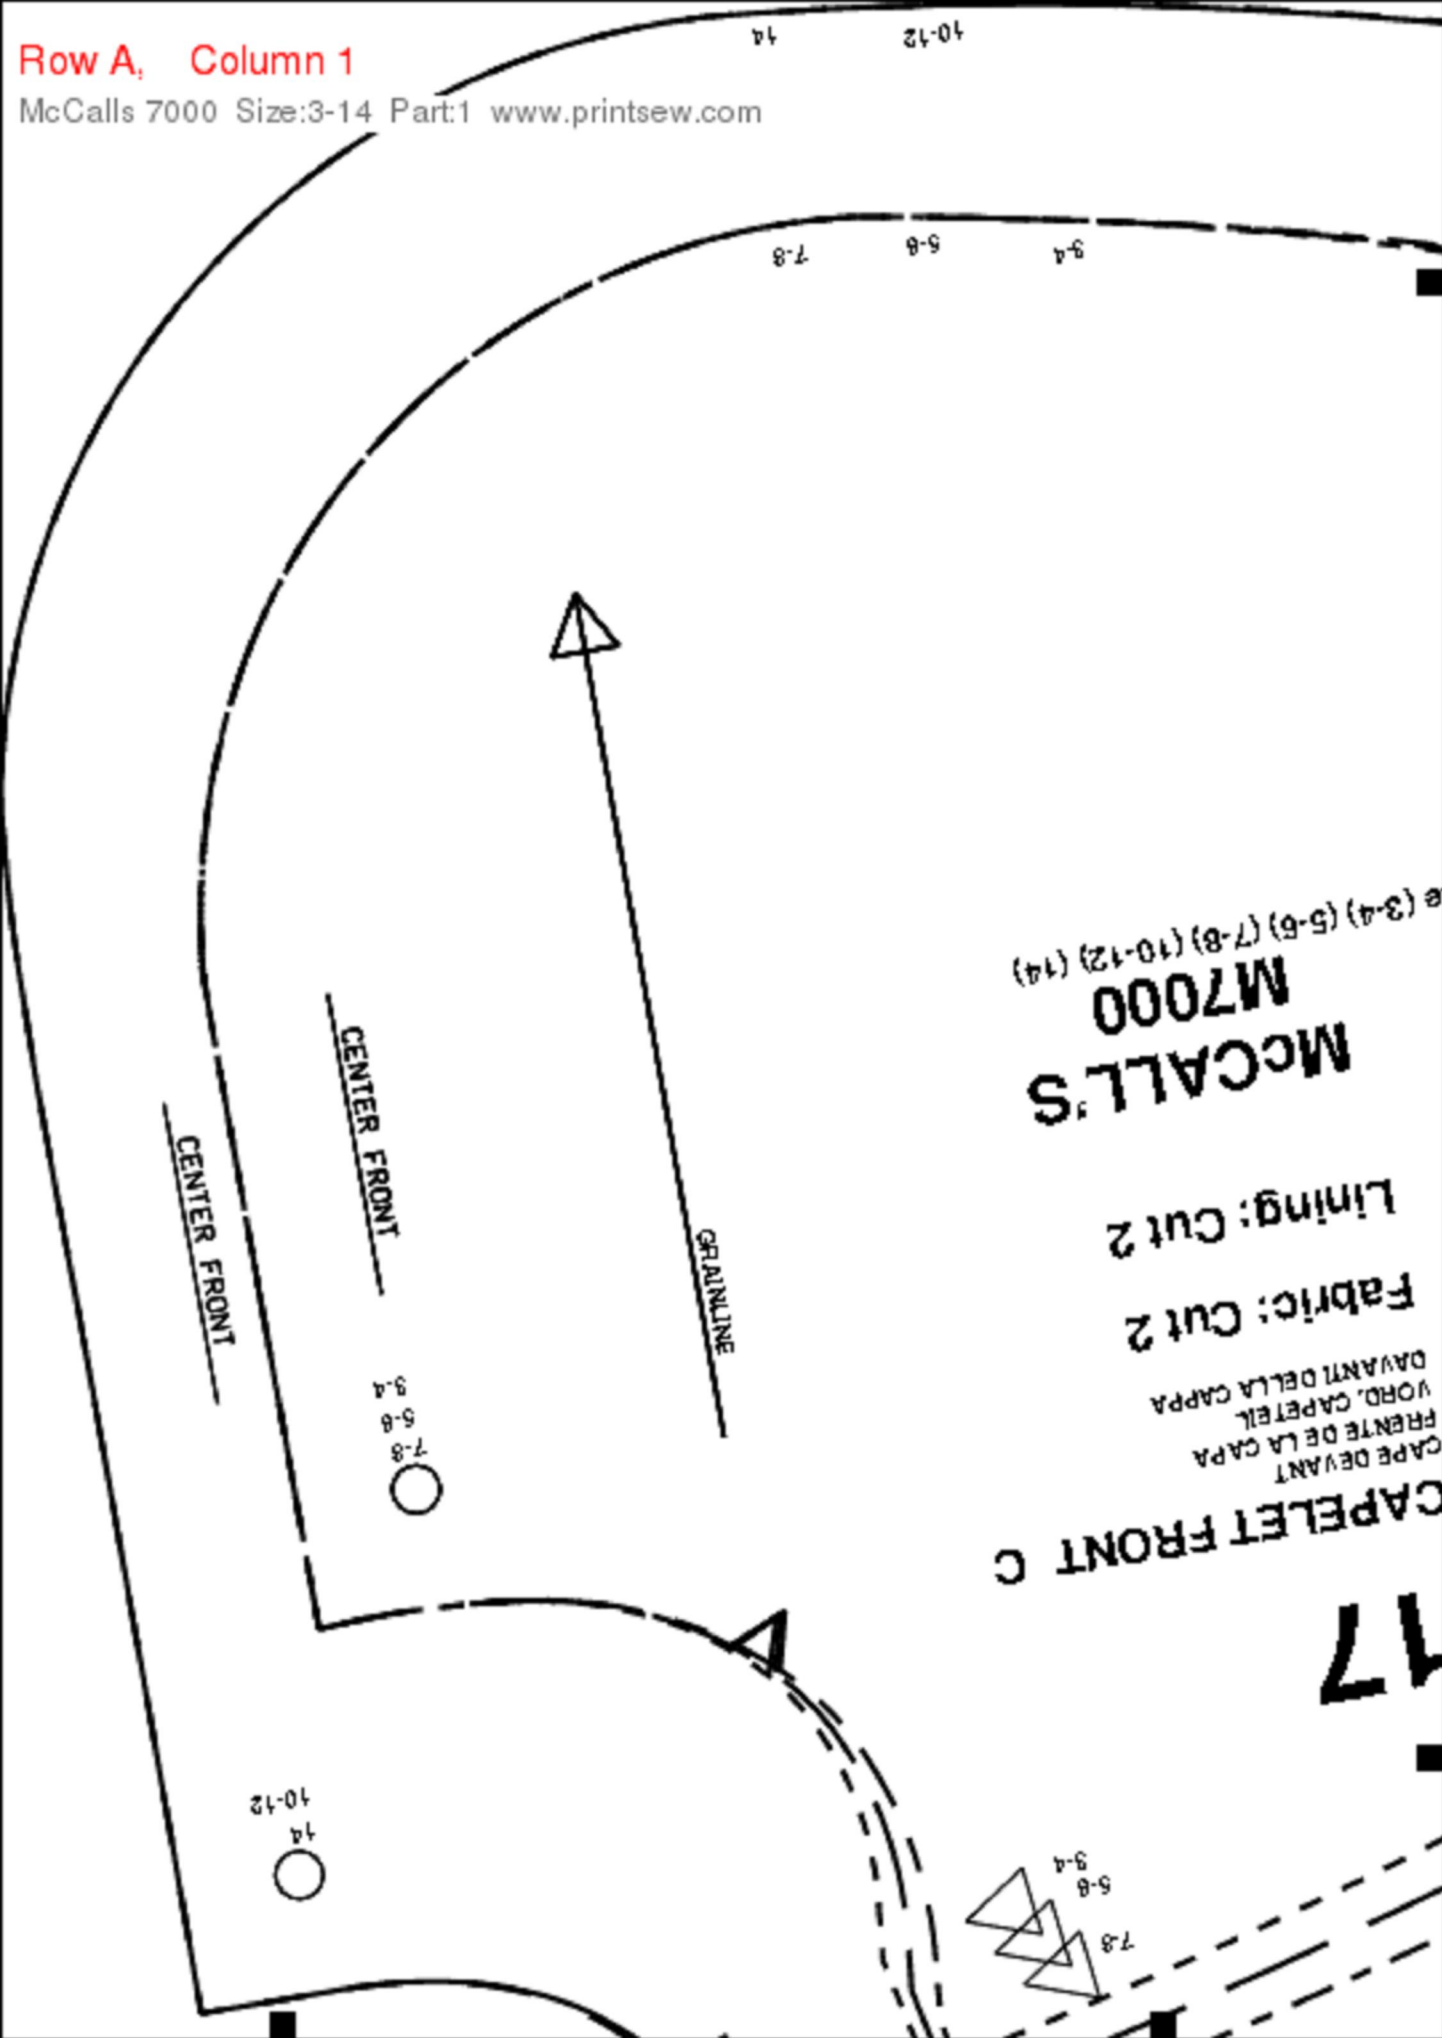 Row A, Column 1
McCalls 7000 Size:3-14 Part:1 www.printsew.com
14
10-12
7-8
5-6
3-4
CENTER FRONT
CENTER FRONT
GRAINLINE
3-4
5-6
7-8
10-12
14
17
CAPELET FRONT C
CAPE DEVANT
FRENTE DE LA CAPA
VORD. CAPETEIL
DAVANTI DELLA CAPPA
Fabric: Cut 2
Lining: Cut 2
McCALL'S
M7000
(3-4) (5-6) (7-8) (10-12) (14)
3-4
5-6
7-8